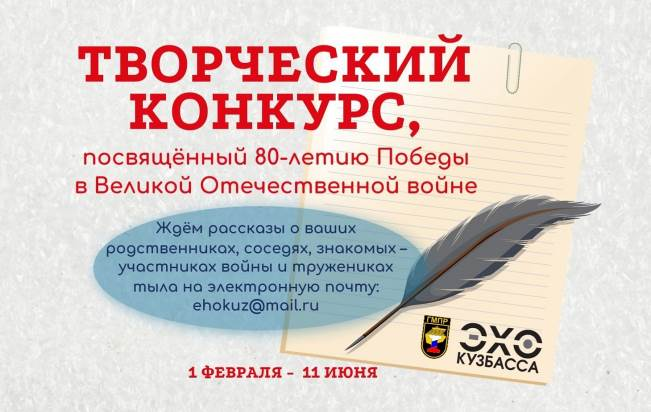 ТВОРЧЕСКИЙ
КОНКУРС,
посвящённый 80-летию Победы
в Великой Отечественной войне
Ждём рассказы о ваших
родственниках, соседях, знакомых –
участниках войны и тружениках
тыла на электронную почту:
ehokuz@mail.ru
ГМПР
ЭХО
КУЗБАССА
1 ФЕВРАЛЯ – 11 ИЮНЯ